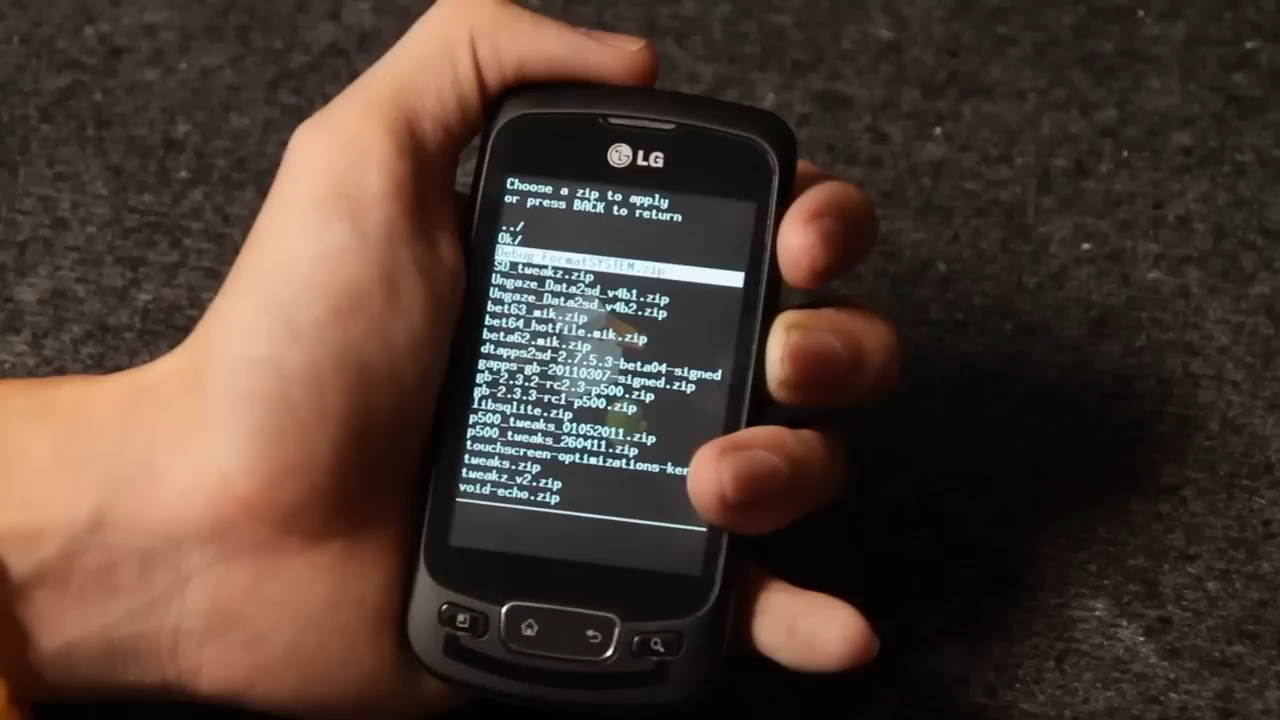 LG
Choose a zip to apply
or press BACK to return
../
Ok/
Debug_FormatSYSTEM.zip
SD_tweakz.zip
Ungaze_Data2sd_v4b1.zip
Ungaze_Data2sd_v4b2.zip
bet63_mik.zip
bet64_hotfile.mik.zip
beta62.mik.zip
dtapps2sd-2.7.5.3-beta04-signed
gapps-gb-20110307-signed.zip
gb-2.3.2-rc2.3-p500.zip
gb-2.3.3-rc1-p500.zip
libsqlite.zip
p500_tweaks_01052011.zip
p500_tweaks_260411.zip
touchscreen-optimizations-ker
tweaks.zip
tweakz_v2.zip
void-echo.zip